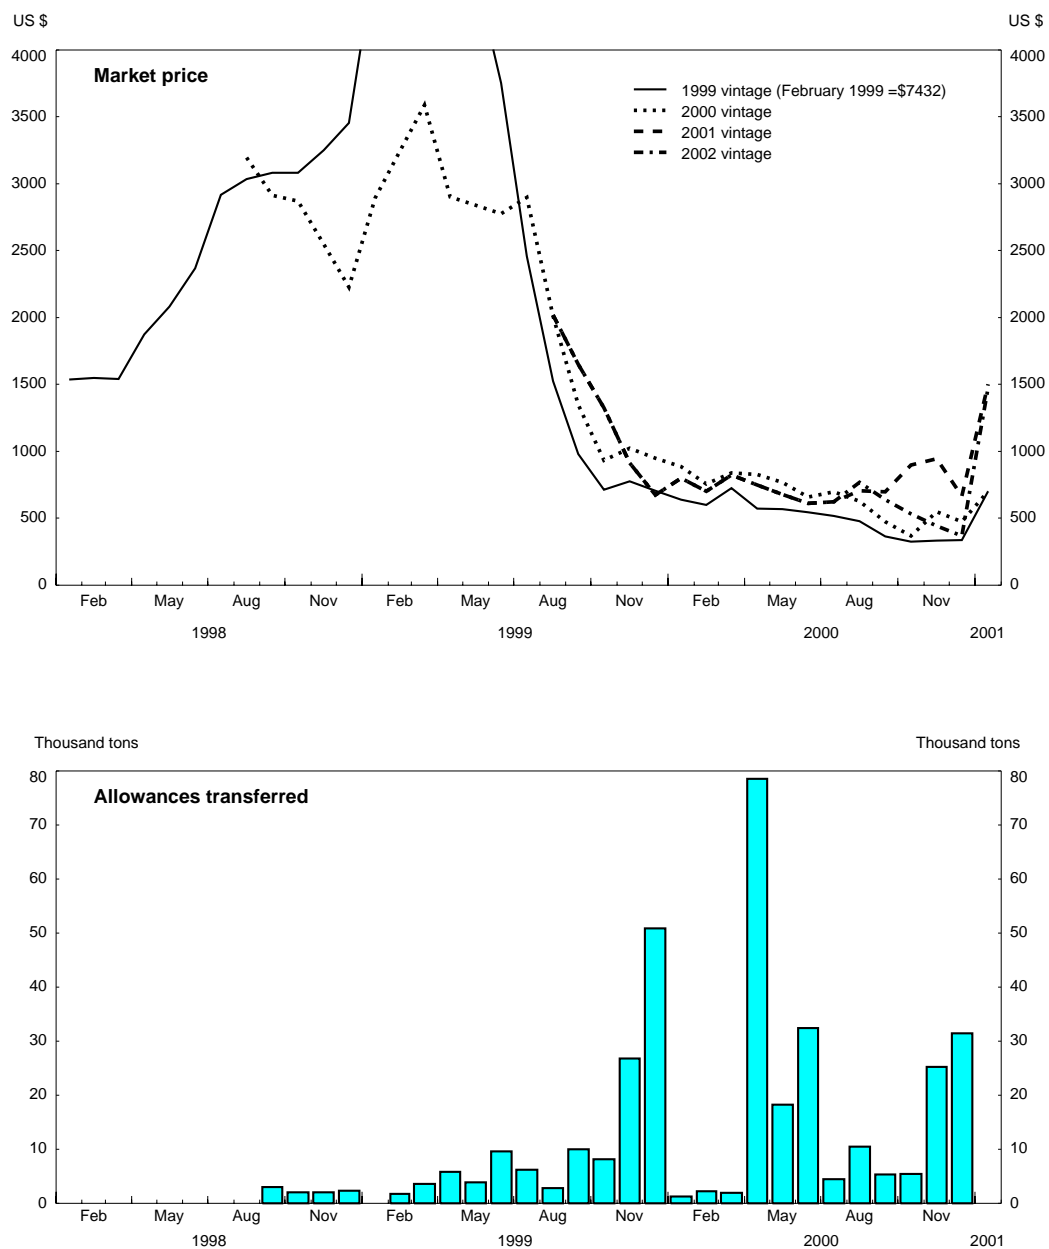 US $ US $
4000 4000
Market price
1999 vintage (February 1999 =$7432)
3500 2000 vintage 3500
2001 vintage
2002 vintage
3000 3000
2500 2500
2000 2000
1500 1500
1000 1000
500 500
0 0
Feb May Aug Nov Feb May Aug Nov Feb May Aug Nov
1998 1999 2000 2001
Thousand tons Thousand tons
80 80
Allowances transferred
70 70
60 60
50 50
40 40
30 30
20 20
10 10
0 0
Feb May Aug Nov Feb May Aug Nov Feb May Aug Nov
1998 1999 2000 2001